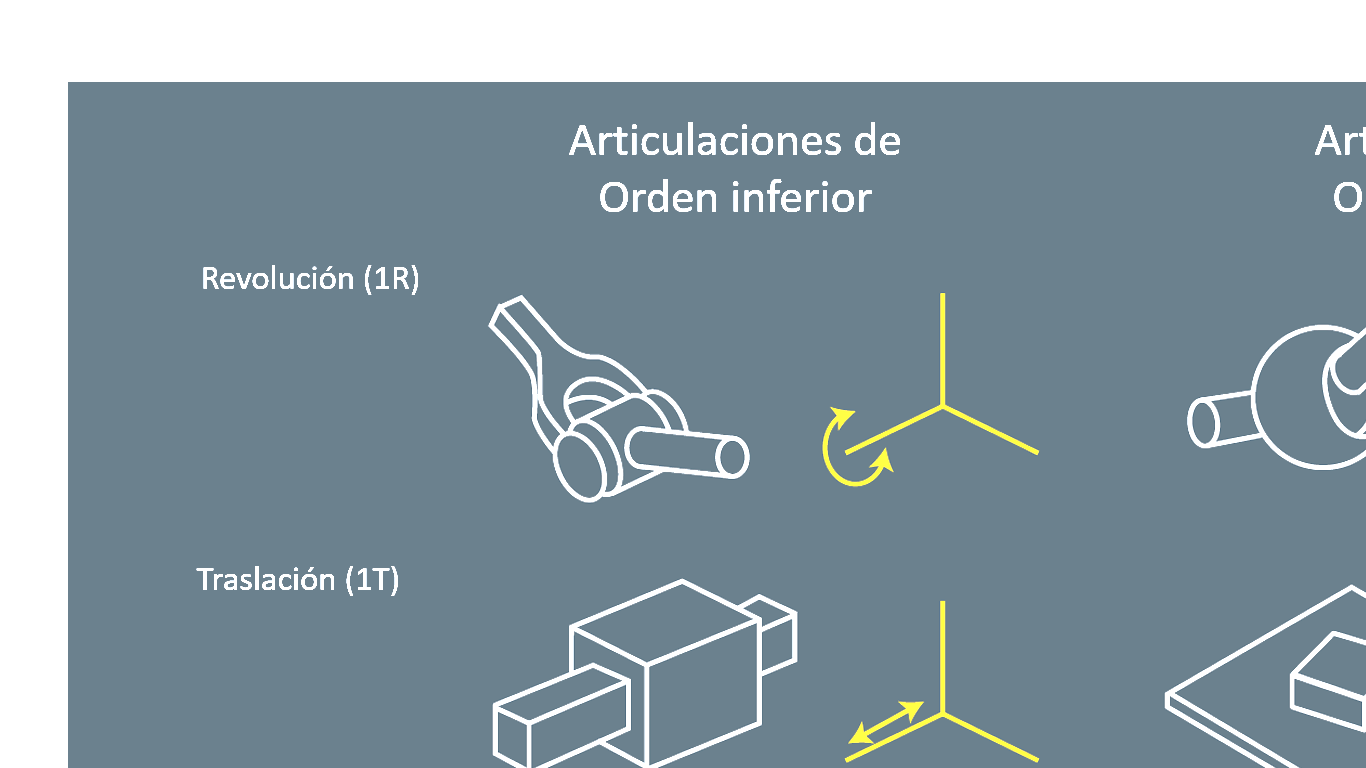 Articulaciones de
Orden inferior
Revolución (1R)
Traslación (1T)